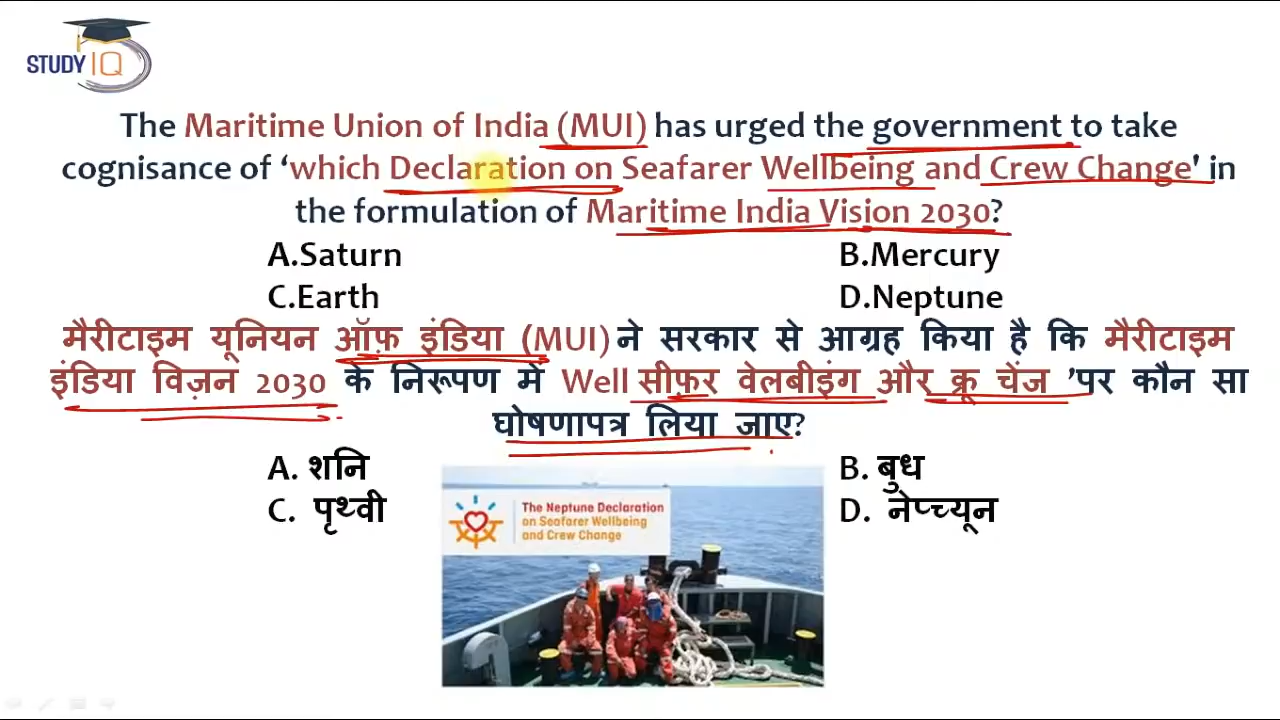 STUDY IQ
The Maritime Union of India (MUI) has urged the government to take
cognisance of ‘which Declaration on Seafarer Wellbeing and Crew Change' in
the formulation of Maritime India Vision 2030?
A.Saturn B.Mercury
C.Earth D.Neptune
मैरीटाइम यूनियन ऑफ़ इंडिया (MUI) ने सरकार से आग्रह किया है कि मैरीटाइम
इंडिया विज़न 2030 के निरूपण में Well सीफ़र वेलबीइंग और क्रू चेंज ’पर कौन सा
घोषणापत्र लिया जाए?
A. शनि B. बुध
C. पृथ्वी D. नेप्च्यून
The Neptune Declaration
on Seafarer Wellbeing
and Crew Change